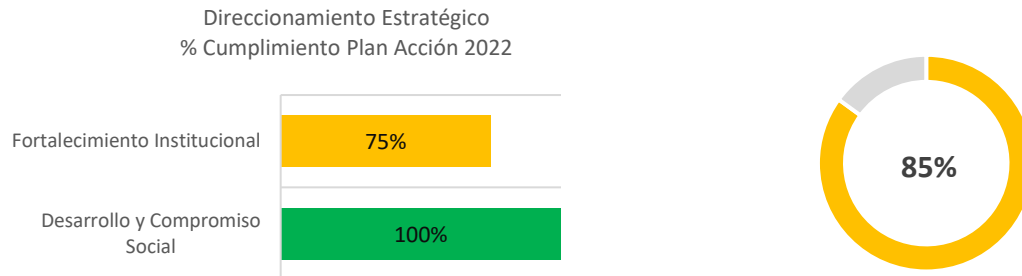 Direccionamiento Estratégico
% Cumplimiento Plan Acción 2022
Fortalecimiento Institucional
75%
Desarrollo y Compromiso
Social
100%
85%